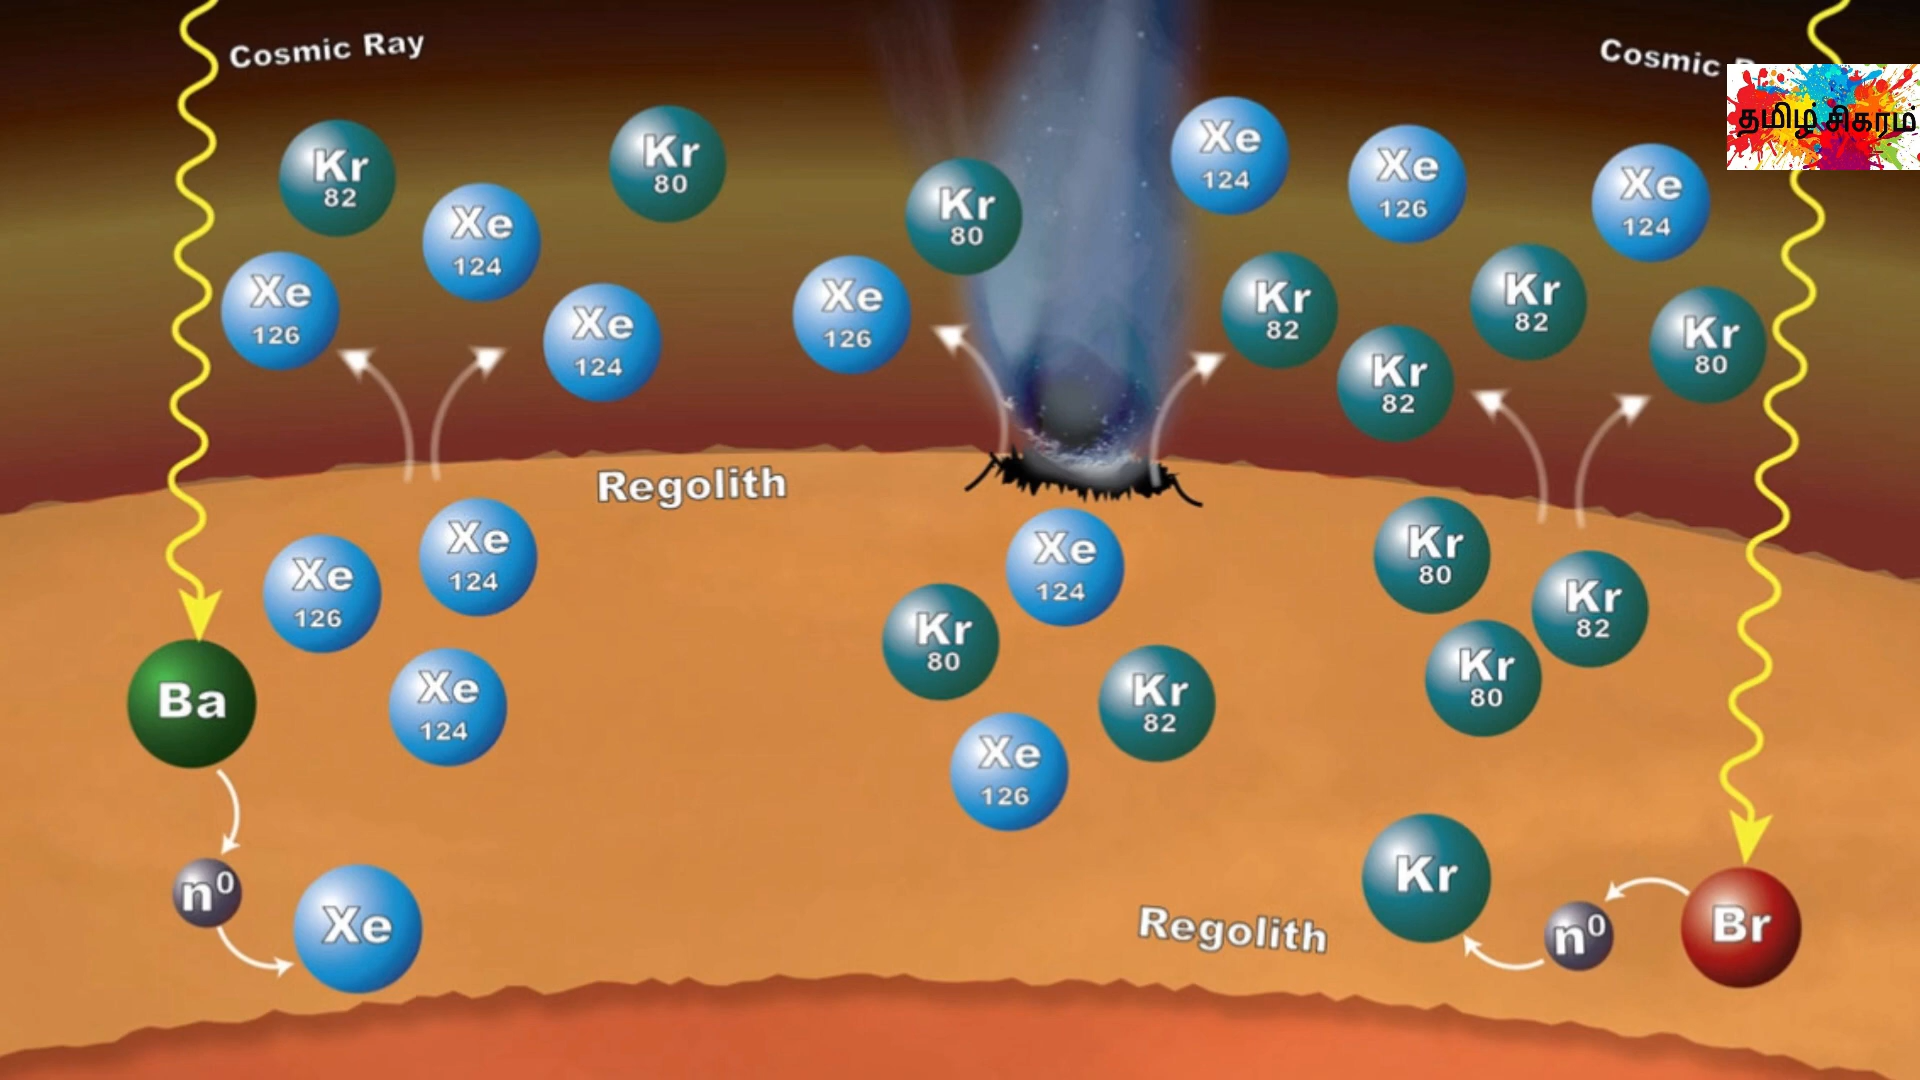 Cosmic Ray
Cosmic
தமிழ் சிகரம்
Kr
82
Kr
80
Xe
124
Xe
126
Xe
124
Xe
126
Kr
80
Xe
124
Xe
126
Xe
124
Kr
82
Kr
82
Kr
82
Kr
80
Regolith
Xe
126
Xe
124
Xe
124
Ba
n⁰
Xe
Xe
124
Kr
80
Kr
82
Xe
126
Kr
80
Kr
82
Kr
80
Kr
n⁰
Br
Regolith